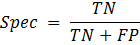 Spec = TN / (TN + FP)